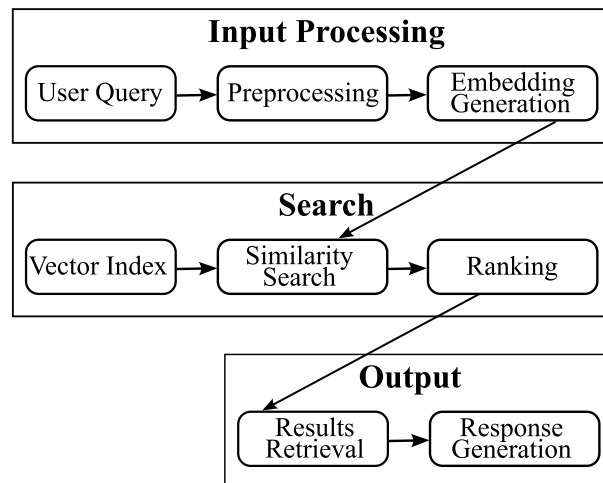 Input Processing
User Query
Preprocessing
Embedding
Generation
Search
Vector Index
Similarity
Search
Ranking
Output
Results
Retrieval
Response
Generation